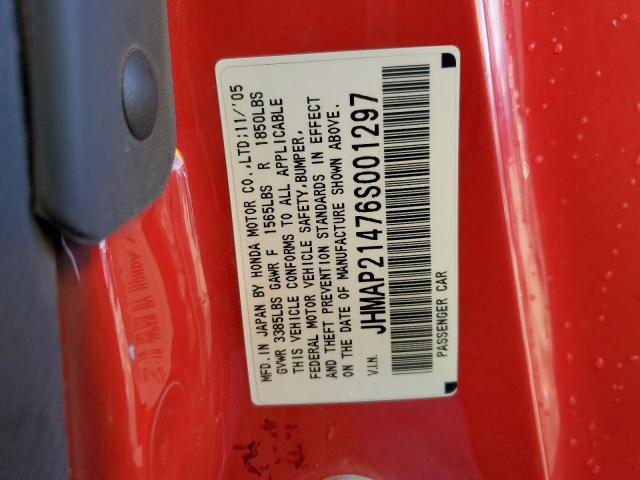 MFD. IN JAPAN BY HONDA MOTOR CO.,LTD;11/'05
GVWR 3385LBS GAWR F 1565LBS R 1850LBS
THIS VEHICLE CONFORMS TO ALL APPLICABLE
FEDERAL MOTOR VEHICLE SAFETY,BUMPER,
AND THEFT PREVENTION STANDARDS IN EFFECT
ON THE DATE OF MANUFACTURE SHOWN ABOVE.
V.I.N. JHMAP21476S001297
PASSENGER CAR